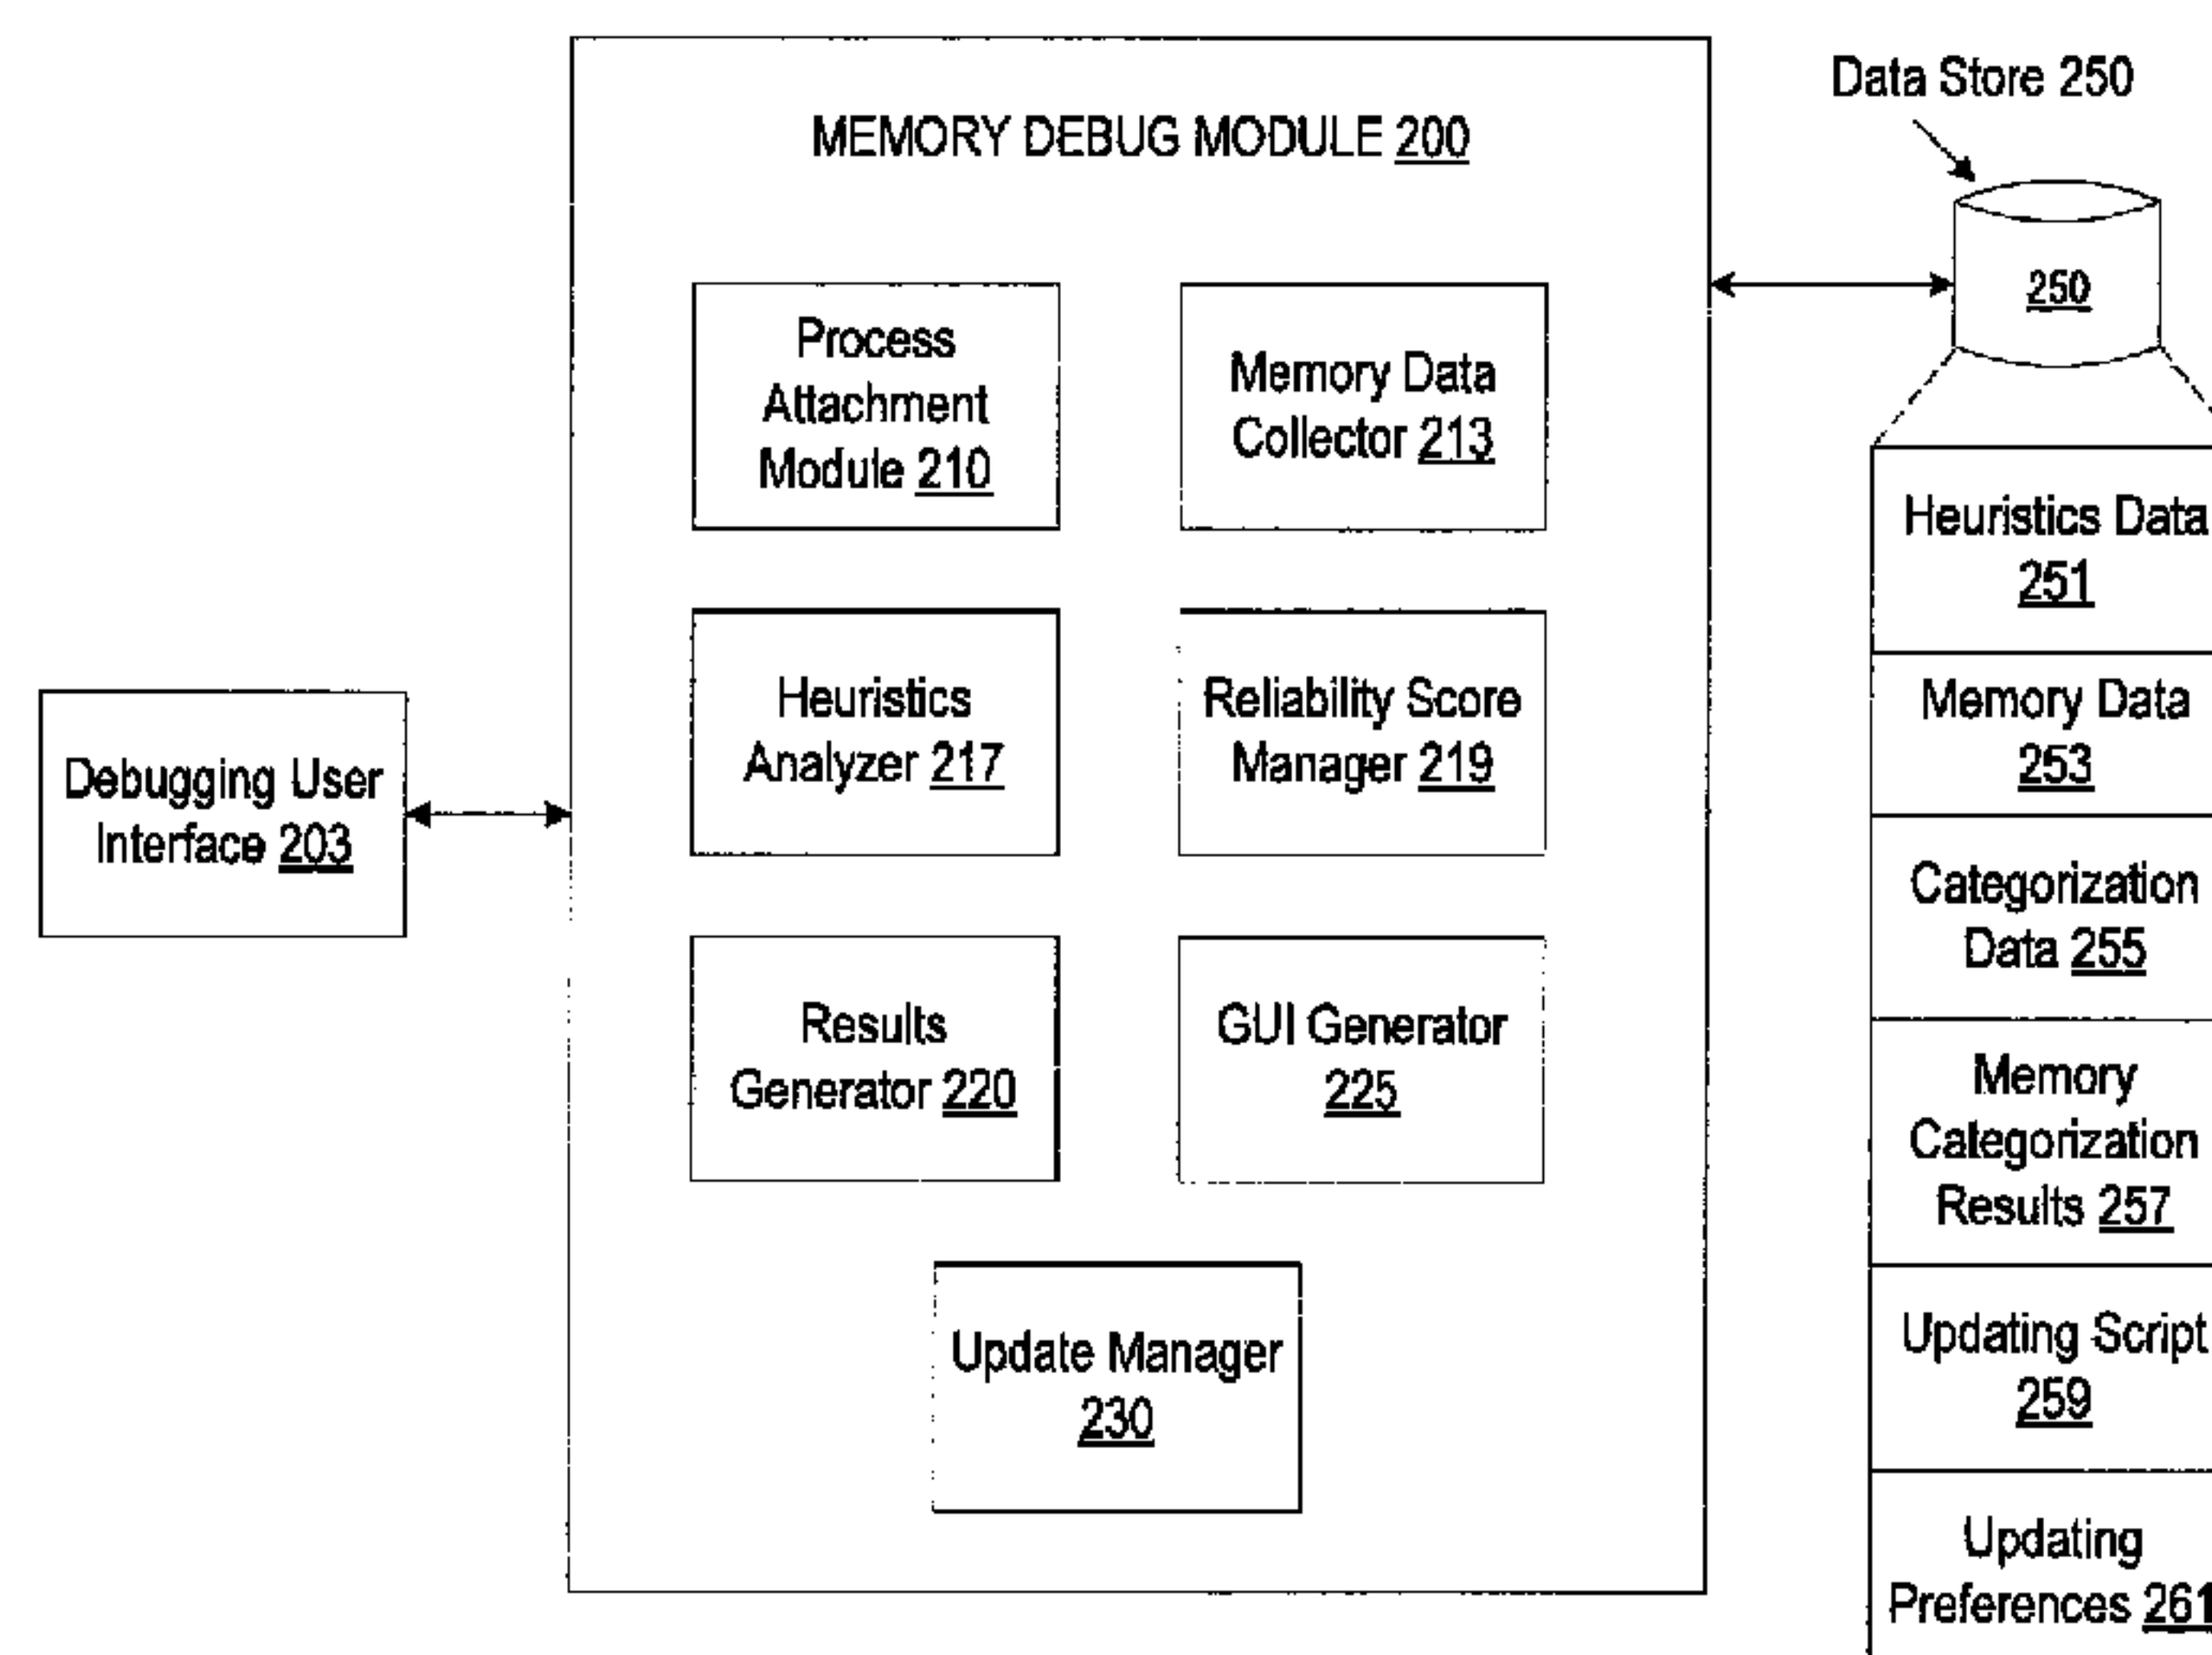 MEMORY DEBUG MODULE 200
Process
Attachment
Module 210
Memory Data
Collector 213
Heuristics
Analyzer 217
Reliability Score
Manager 219
Results
Generator 220
GUI Generator
225
Update Manager
230
Debugging User
Interface 203
Data Store 250
250
Heuristics Data
251
Memory Data
253
Categorization
Data 255
Memory
Categorization
Results 257
Updating Script
259
Updating
Preferences 261